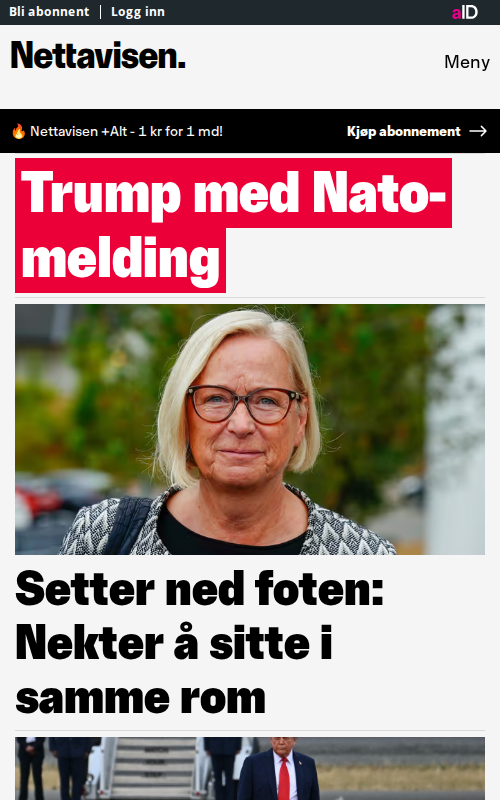 Bli abonnent Logg inn aID
Nettavisen.
Meny
🔥 Nettavisen +Alt - 1 kr for 1 md! Kjøp abonnement →
Trump med Nato-
melding
Setter ned foten:
Nekter å sitte i
samme rom